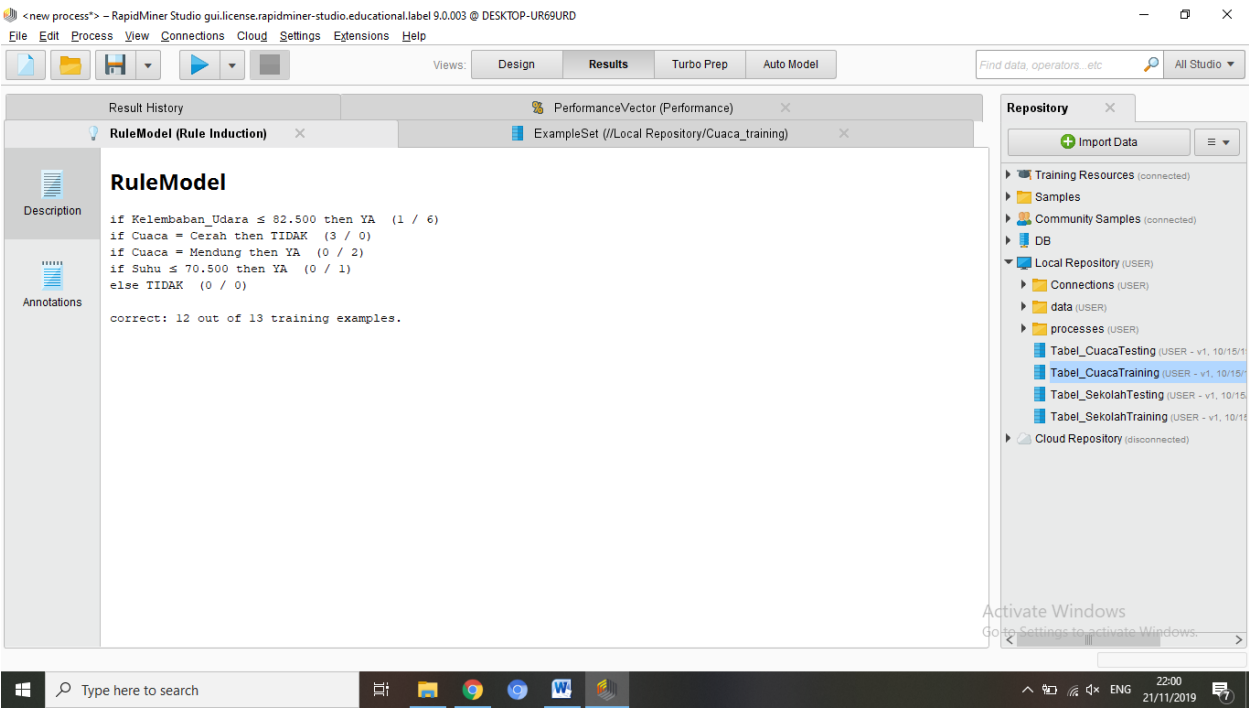 <new process*> – RapidMiner Studio gui.license.rapidminer-studio.educational.label 9.0.003 @ DESKTOP-UR69URD
File Edit Process View Connections Cloud Settings Extensions Help
Views: Design Results Turbo Prep Auto Model
Find data, operators...etc
All Studio
Result History
PerformanceVector (Performance)
RuleModel (Rule Induction)
ExampleSet (//Local Repository/Cuaca_training)
Description
Annotations
RuleModel
if Kelembaban_Udara ≤ 82.500 then YA (1 / 6)
if Cuaca = Cerah then TIDAK (3 / 0)
if Cuaca = Mendung then YA (0 / 2)
if Suhu ≤ 70.500 then YA (0 / 1)
else TIDAK (0 / 0)
correct: 12 out of 13 training examples.
Repository
Import Data
Training Resources (connected)
Samples
Community Samples (connected)
DB
Local Repository (USER)
Connections (USER)
data (USER)
processes (USER)
Tabel_CuacaTesting (USER - v1, 10/15/1
Tabel_CuacaTraining (USER - v1, 10/15/
Tabel_SekolahTesting (USER - v1, 10/15
Tabel_SekolahTraining (USER - v1, 10/15
Cloud Repository (disconnected)
Activate Windows
Go to Settings to activate Windows.
Type here to search
ENG
22:00
21/11/2019
7